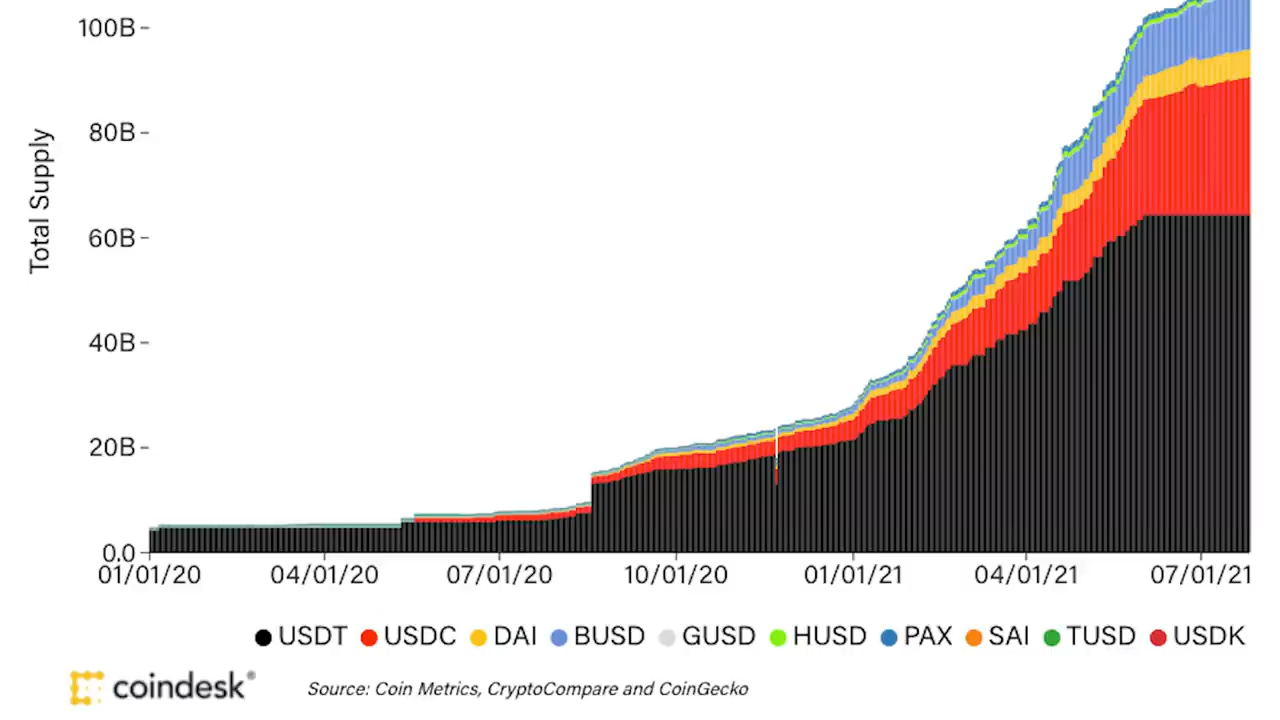 100B
80B
60B
40B
20B
0.0
Total Supply
01/01/20 04/01/20 07/01/20 10/01/20 01/01/21 04/01/21 07/01/21
USDT USDC DAI BUSD GUSD HUSD PAX SAI TUSD USDK
coindesk®
Source: Coin Metrics, CryptoCompare and CoinGecko